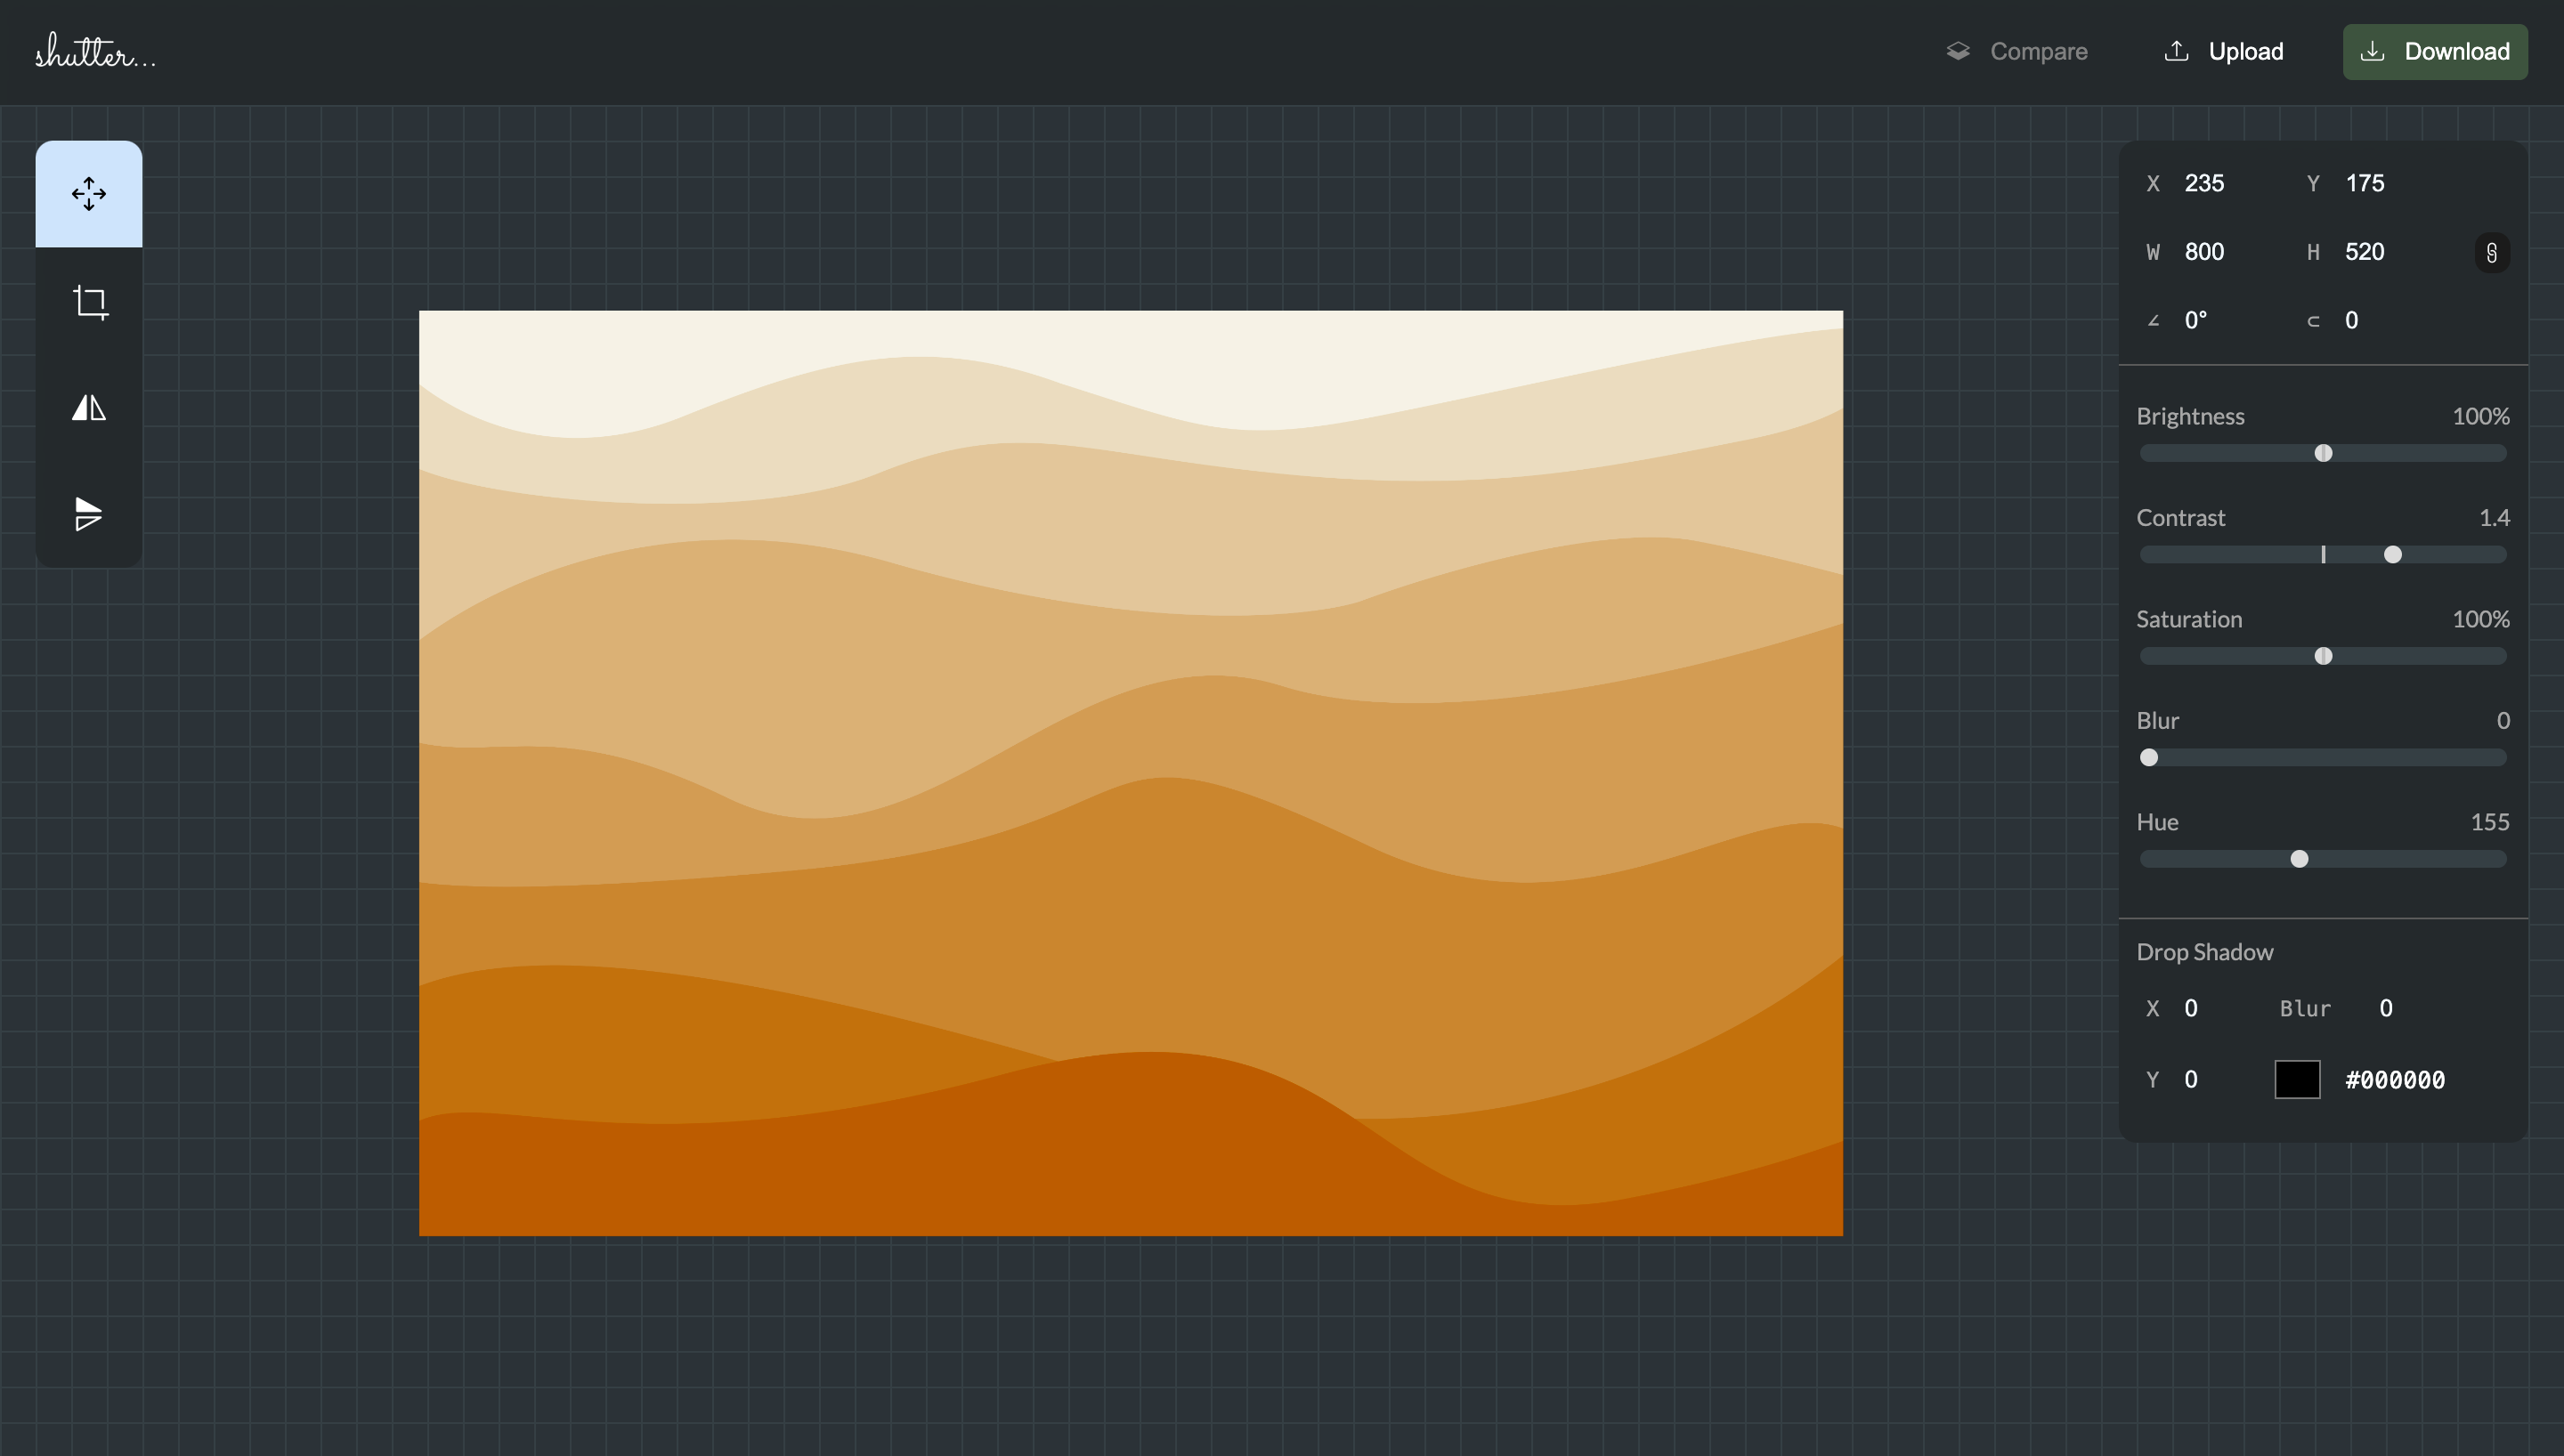 shutter...
Compare
Upload
Download
X 235 Y 175
W 800 H 520
∠ 0° ⊂ 0
Brightness 100%
Contrast 1.4
Saturation 100%
Blur 0
Hue 155
Drop Shadow
X 0 Blur 0
Y 0 #000000